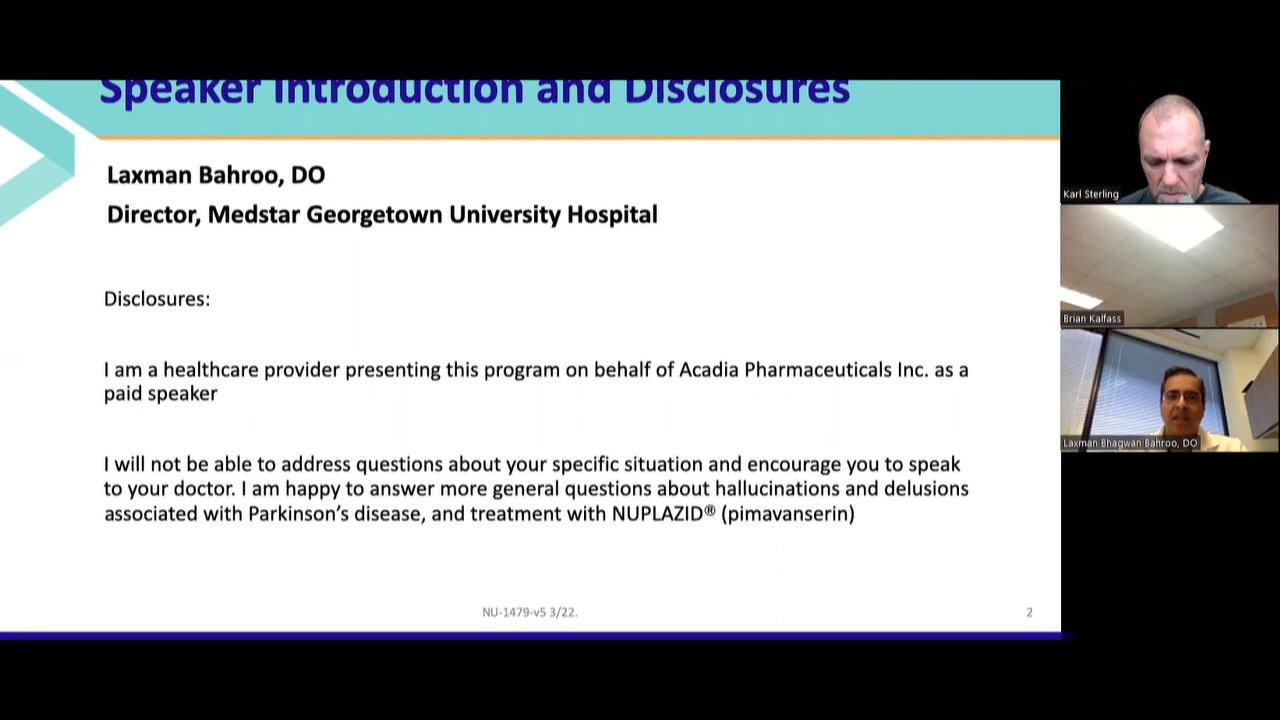 Speaker Introduction and Disclosures
Laxman Bahroo, DO
Director, Medstar Georgetown University Hospital
Disclosures:
I am a healthcare provider presenting this program on behalf of Acadia Pharmaceuticals Inc. as a
paid speaker
I will not be able to address questions about your specific situation and encourage you to speak
to your doctor. I am happy to answer more general questions about hallucinations and delusions
associated with Parkinson’s disease, and treatment with NUPLAZID® (pimavanserin)
NU-1479-v5 3/22.
2
Karl Sterling
Brian Kalfass
Laxman Bhagwan Bahroo, DO